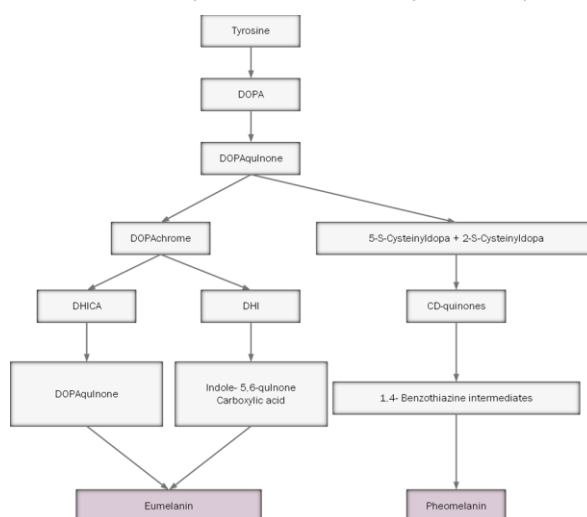 Tyrosine
DOPA
DOPAquinone
DOPAchrome
5-S-Cysteinyldopa + 2-S-Cysteinyldopa
DHICA
DHI
CD-quinones
DOPAquinone
Indole- 5,6-quinone
Carboxylic acid
1,4- Benzothiazine intermediates
Eumelanin
Pheomelanin